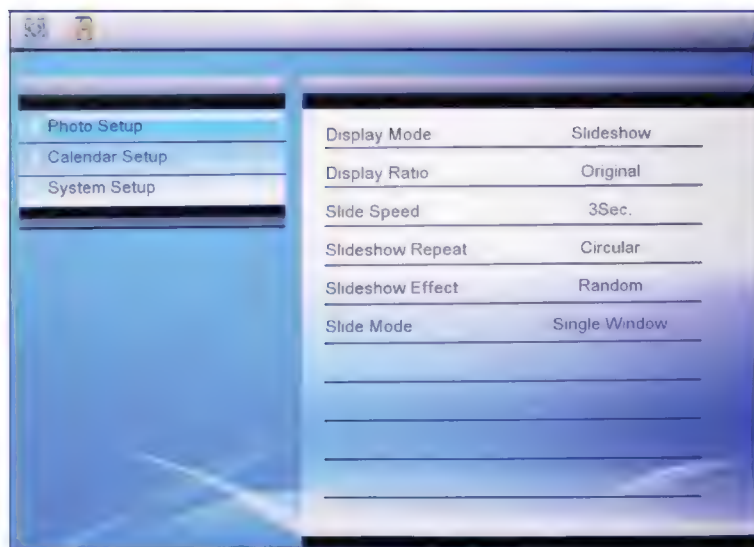 Photo Setup
Calendar Setup
System Setup
Display Mode Slideshow
Display Ratio Original
Slide Speed 3Sec.
Slideshow Repeat Circular
Slideshow Effect Random
Slide Mode Single Window